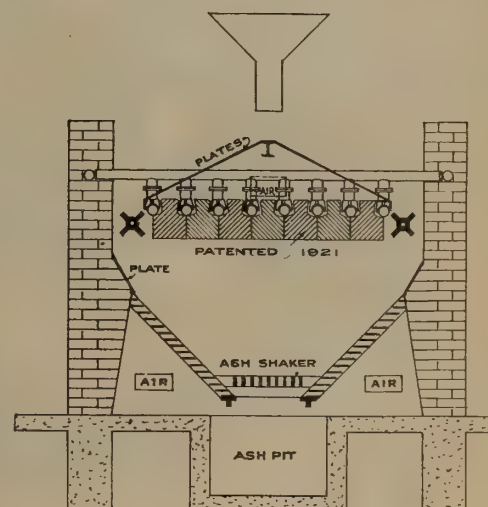 PLATES
AIR
PATENTED 1921
PLATE
ASH SHAKER
AIR
AIR
ASH PIT